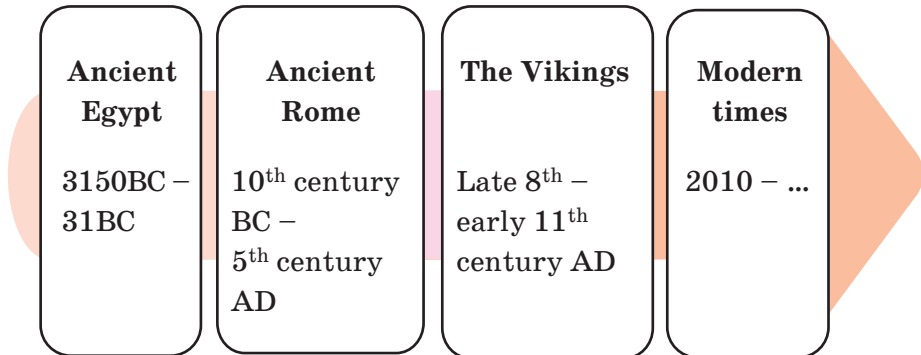 Ancient
Egypt
3150BC –
31BC
Ancient
Rome
10th century
BC –
5th century
AD
The Vikings
Late 8th –
early 11th
century AD
Modern
times
2010 – ...